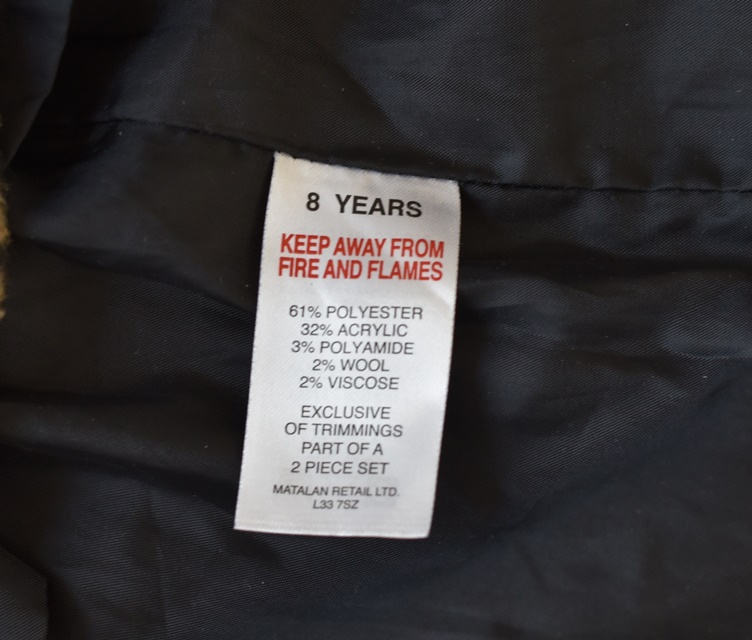 8 YEARS
KEEP AWAY FROM
FIRE AND FLAMES
61% POLYESTER
32% ACRYLIC
3% POLYAMIDE
2% WOOL
2% VISCOSE
EXCLUSIVE
OF TRIMMINGS
PART OF A
2 PIECE SET
MATALAN RETAIL LTD.
L33 7SZ